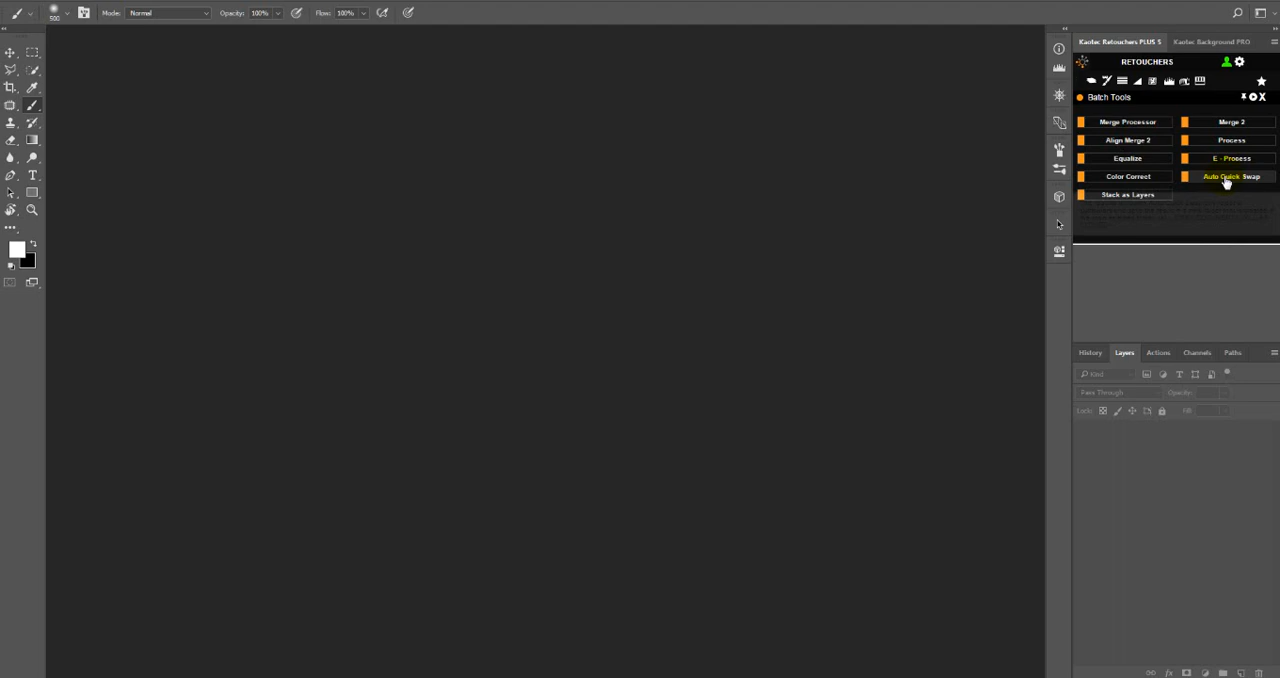 500 Mode: Normal Opacity: 100% Flow: 100%
Kaotec Retouchers PLUS 5 Kaotec Background PRO
RETOUCHERS
Batch Tools X
Merge Processor Merge 2
Align Merge 2 Process
Equalize E - Process
Color Correct Auto Quick Swap
Stack as Layers
History Layers Actions Channels Paths
Kind
Pass Through Opacity:
Lock: Fill: